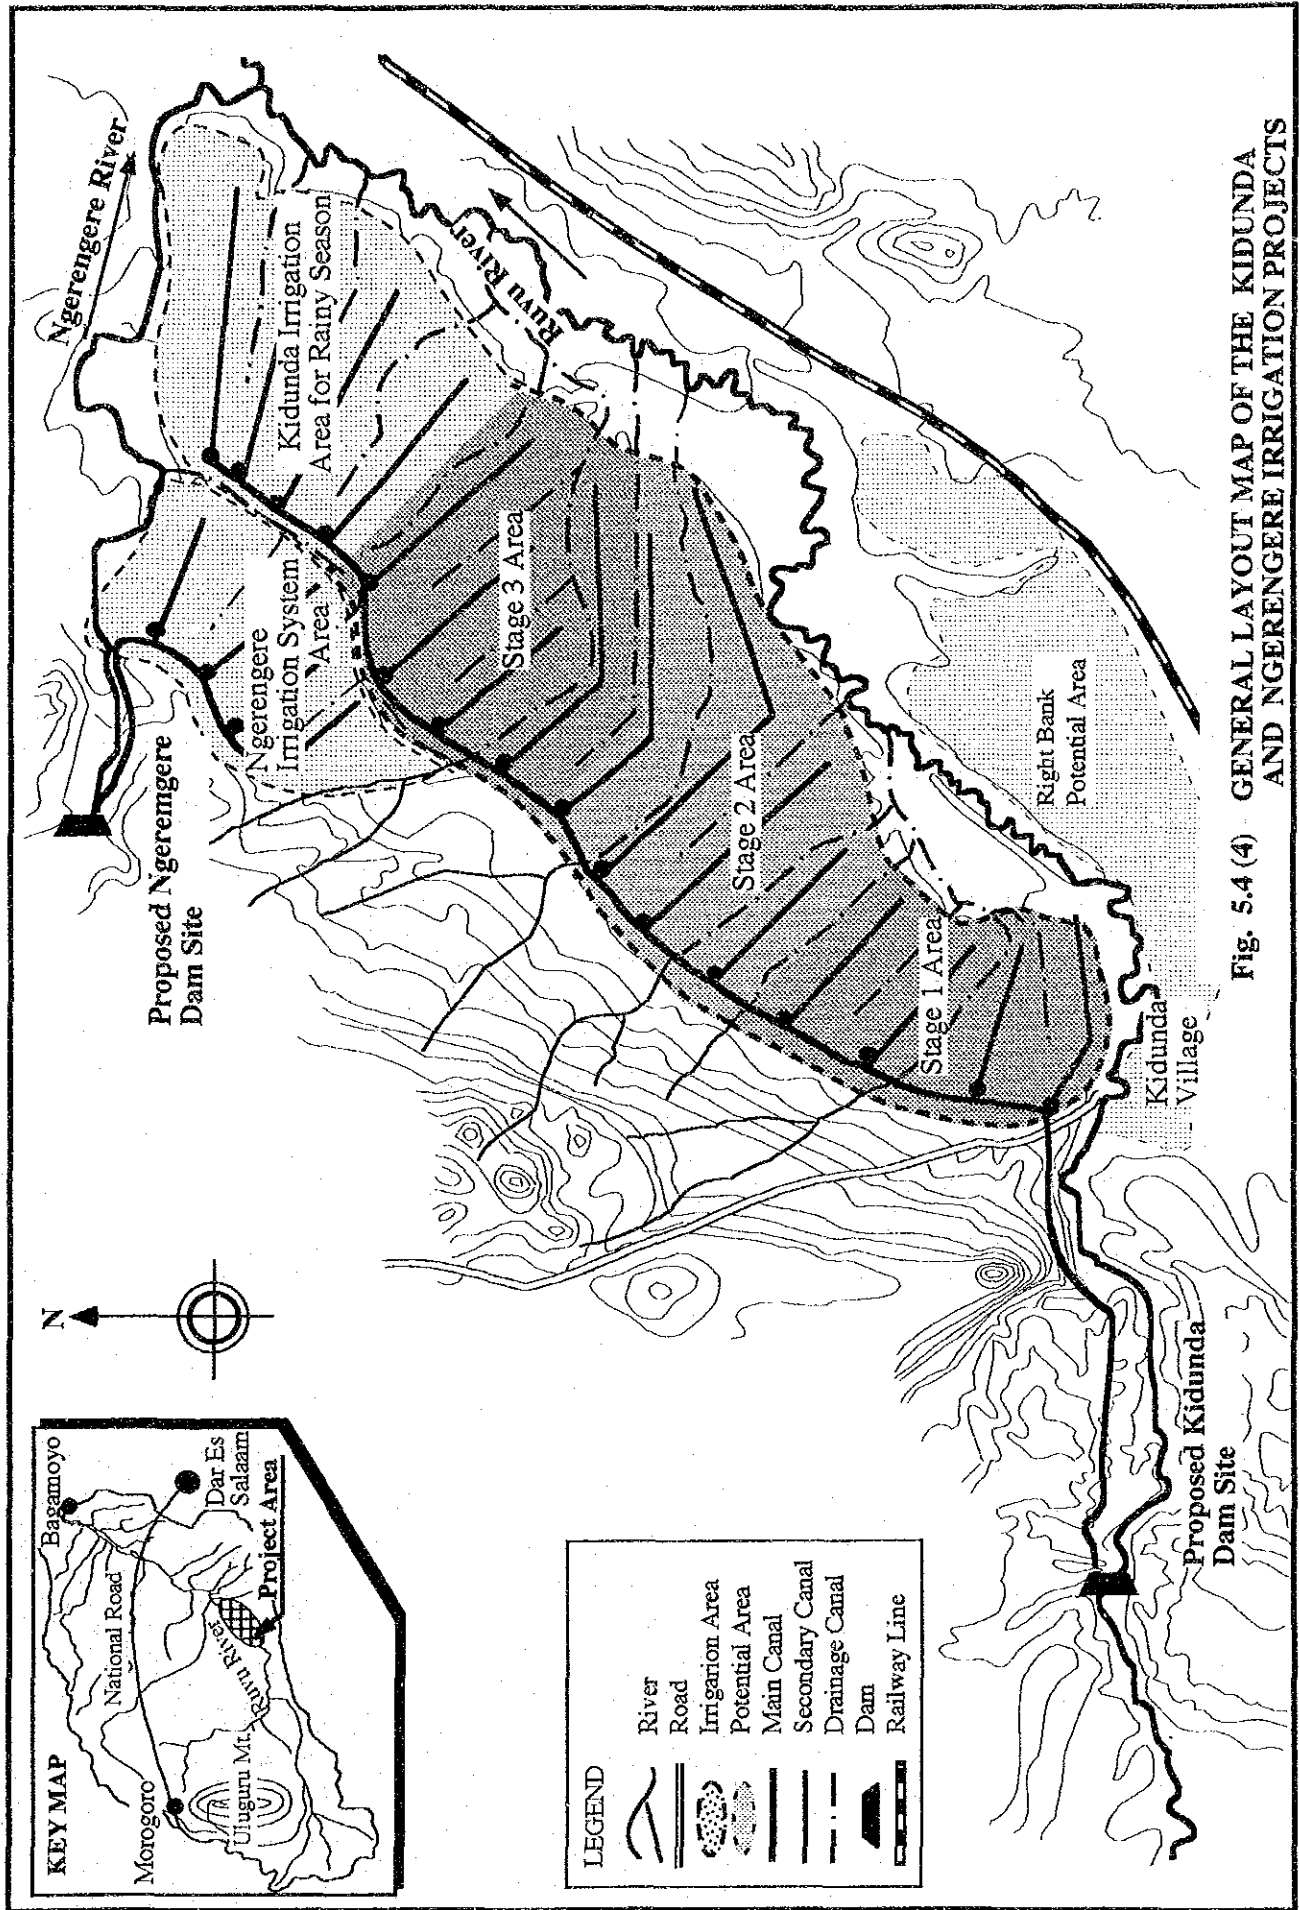 KEY MAP
Bagamoyo
Morogoro
National Road
Dar Es
Salaam
Ruvu River
Uluguru Mt.
Project Area
N
LEGEND
River
Road
Irrigarion Area
Potential Area
Main Canal
Secondary Canal
Drainage Canal
Dam
Railway Line
Ngerengere River
Proposed Ngeremgere
Dam Site
Ngerengere
Irrigation System
Area
Kidunda Irrigation
Area for Rainy Season
Ruvu River
Stage 3 Area
Stage 2 Area
Stage 1 Area
Right Bank
Potential Area
Kidunda
Village
Proposed Kidunda
Dam Site
Fig. 5.4 (4) GENERAL LAYOUT MAP OF THE KIDUNDA
AND NGERENGERE IRRIGATION PROJECTS